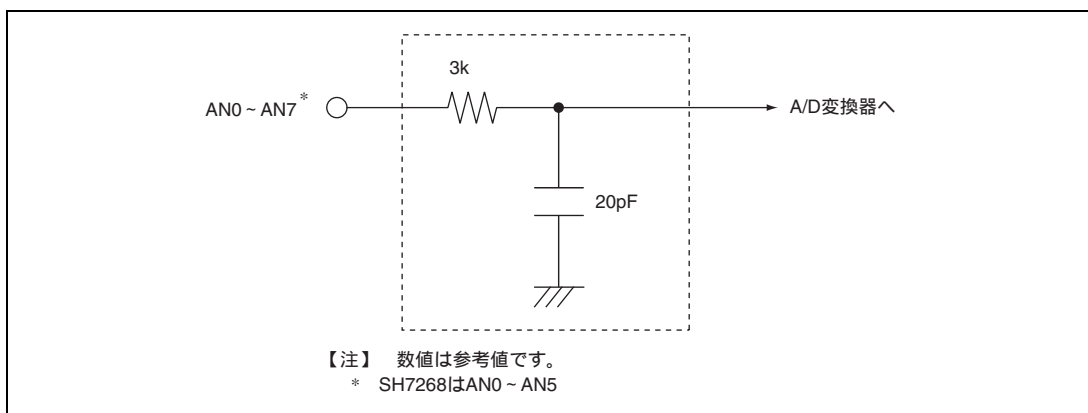 3k
AN0 ~ AN7*
A/D変換器へ
20pF
【注】 数値は参考値です。
* SH7268はAN0 ~ AN5